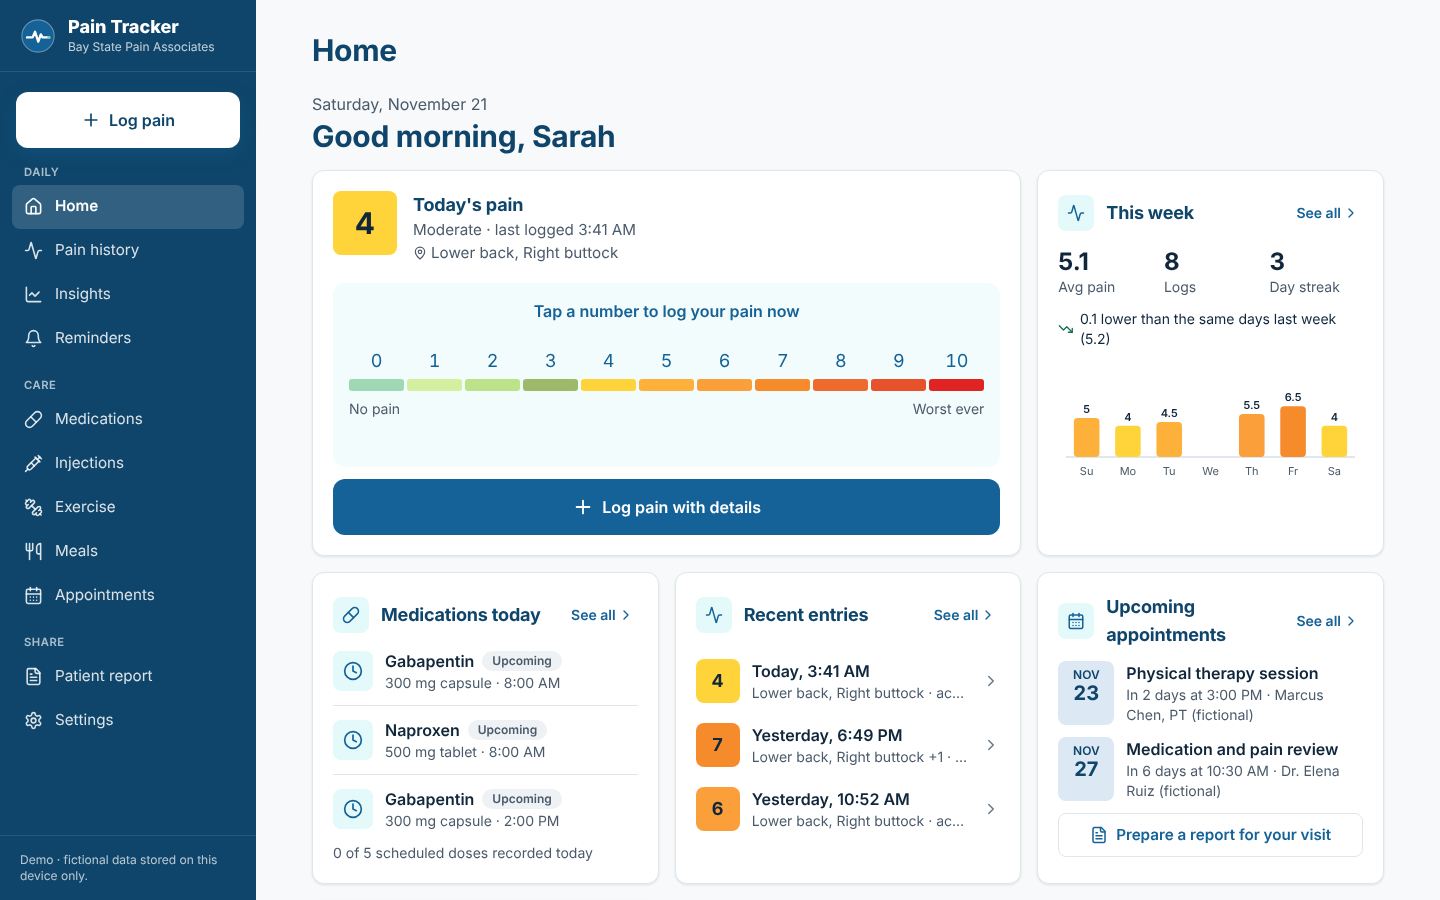 Pain Tracker
Bay State Pain Associates
Log pain
DAILY
Home
Pain history
Insights
Reminders
CARE
Medications
Injections
Exercise
Meals
Appointments
SHARE
Patient report
Settings
Demo · fictional data stored on this
device only.
Home
Saturday, November 21
Good morning, Sarah
4
Today's pain
Moderate · last logged 3:41 AM
Lower back, Right buttock
Tap a number to log your pain now
0 1 2 3 4 5 6 7 8 9 10
No pain Worst ever
Log pain with details
This week See all
5.1 8 3
Avg pain Logs Day streak
0.1 lower than the same days last week
(5.2)
5 4 4.5 5.5 6.5 4
Su Mo Tu We Th Fr Sa
Medications today See all
Gabapentin Upcoming
300 mg capsule · 8:00 AM
Naproxen Upcoming
500 mg tablet · 8:00 AM
Gabapentin Upcoming
300 mg capsule · 2:00 PM
0 of 5 scheduled doses recorded today
Recent entries See all
4
Today, 3:41 AM
Lower back, Right buttock · ac...
7
Yesterday, 6:49 PM
Lower back, Right buttock +1 · ...
6
Yesterday, 10:52 AM
Lower back, Right buttock · ac...
Upcoming
appointments
See all
NOV
23
Physical therapy session
In 2 days at 3:00 PM · Marcus
Chen, PT (fictional)
NOV
27
Medication and pain review
In 6 days at 10:30 AM · Dr. Elena
Ruiz (fictional)
Prepare a report for your visit